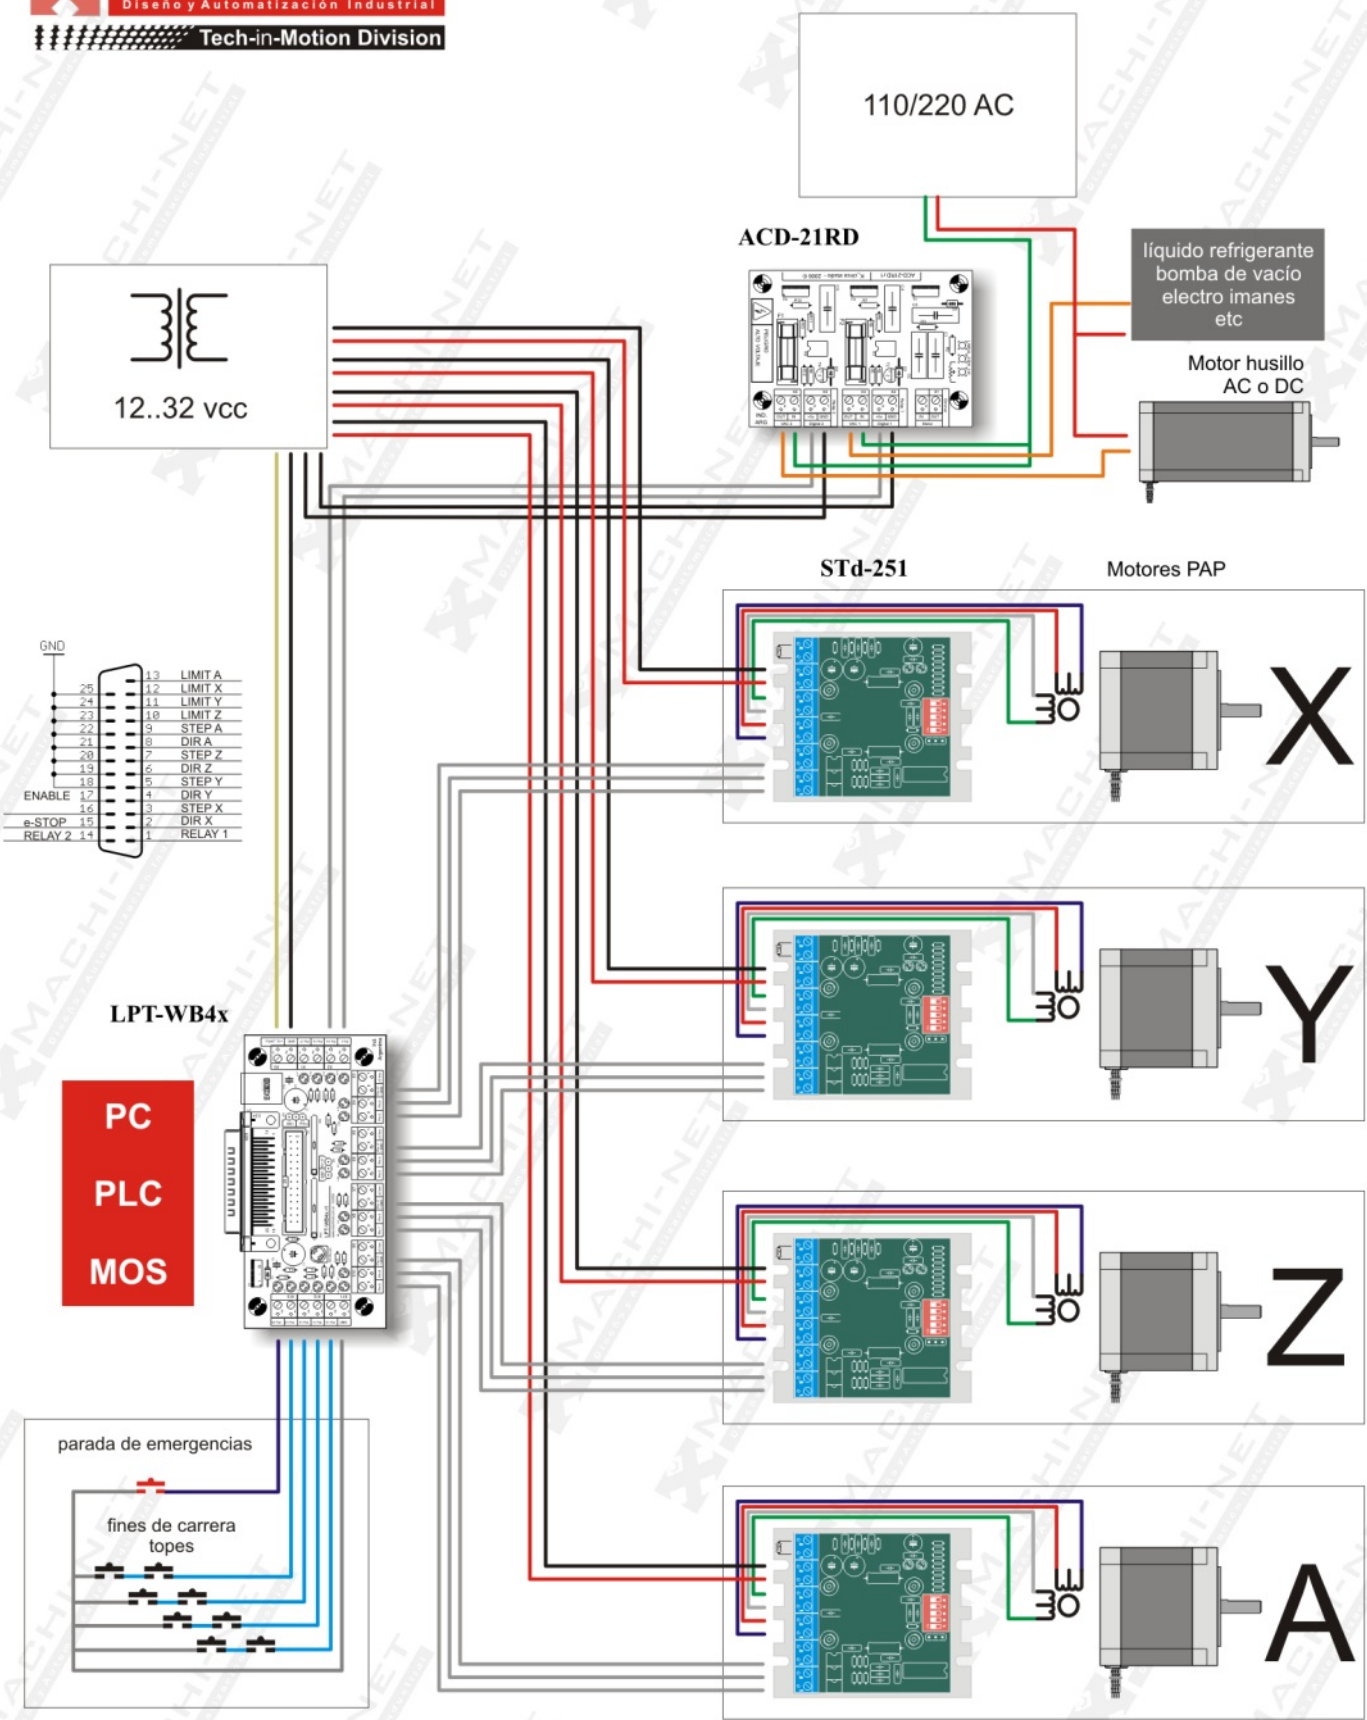 Diseño y Automatización Industrial
Tech-in-Motion Division
110/220 AC
ACD-21RD
líquido refrigerante
bomba de vacío
electro imanes
etc
Motor husillo
AC o DC
12..32 vcc
STd-251
Motores PAP
X
GND
13 LIMIT A
25
12 LIMIT X
24
11 LIMIT Y
23
10 LIMIT Z
22
9 STEP A
21
8 DIR A
20
7 STEP Z
19
6 DIR Z
18
5 STEP Y
ENABLE 17
4 DIR Y
16
3 STEP X
e-STOP 15
2 DIR X
RELAY 2 14
1 RELAY 1
Y
LPT-WB4x
PC
PLC
MOS
Z
parada de emergencias
fines de carrera
topes
A
MACHI-NET